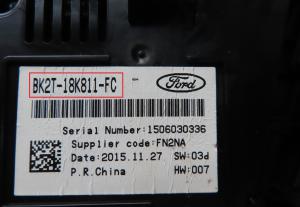 BK2T-18K811-FC
Ford
Serial Number:1506030336
Supplier code:FN2NA
Date:2015.11.27 SW:03d
P.R.China HW:007